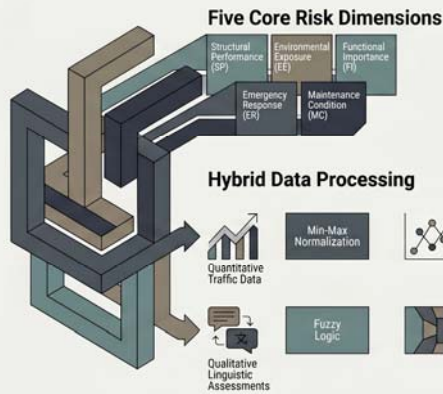 Five Core Risk Dimensions
Structural
Performance
(SP)
Environmental
Exposure
(EE)
Functional
Importance
(FI)
Emergency
Response
(ER)
Maintenance
Condition
(MC)
Hybrid Data Processing
Quantitative
Traffic Data
Min-Max
Normalization
Qualitative
Linguistic
Assessments
Fuzzy
Logic